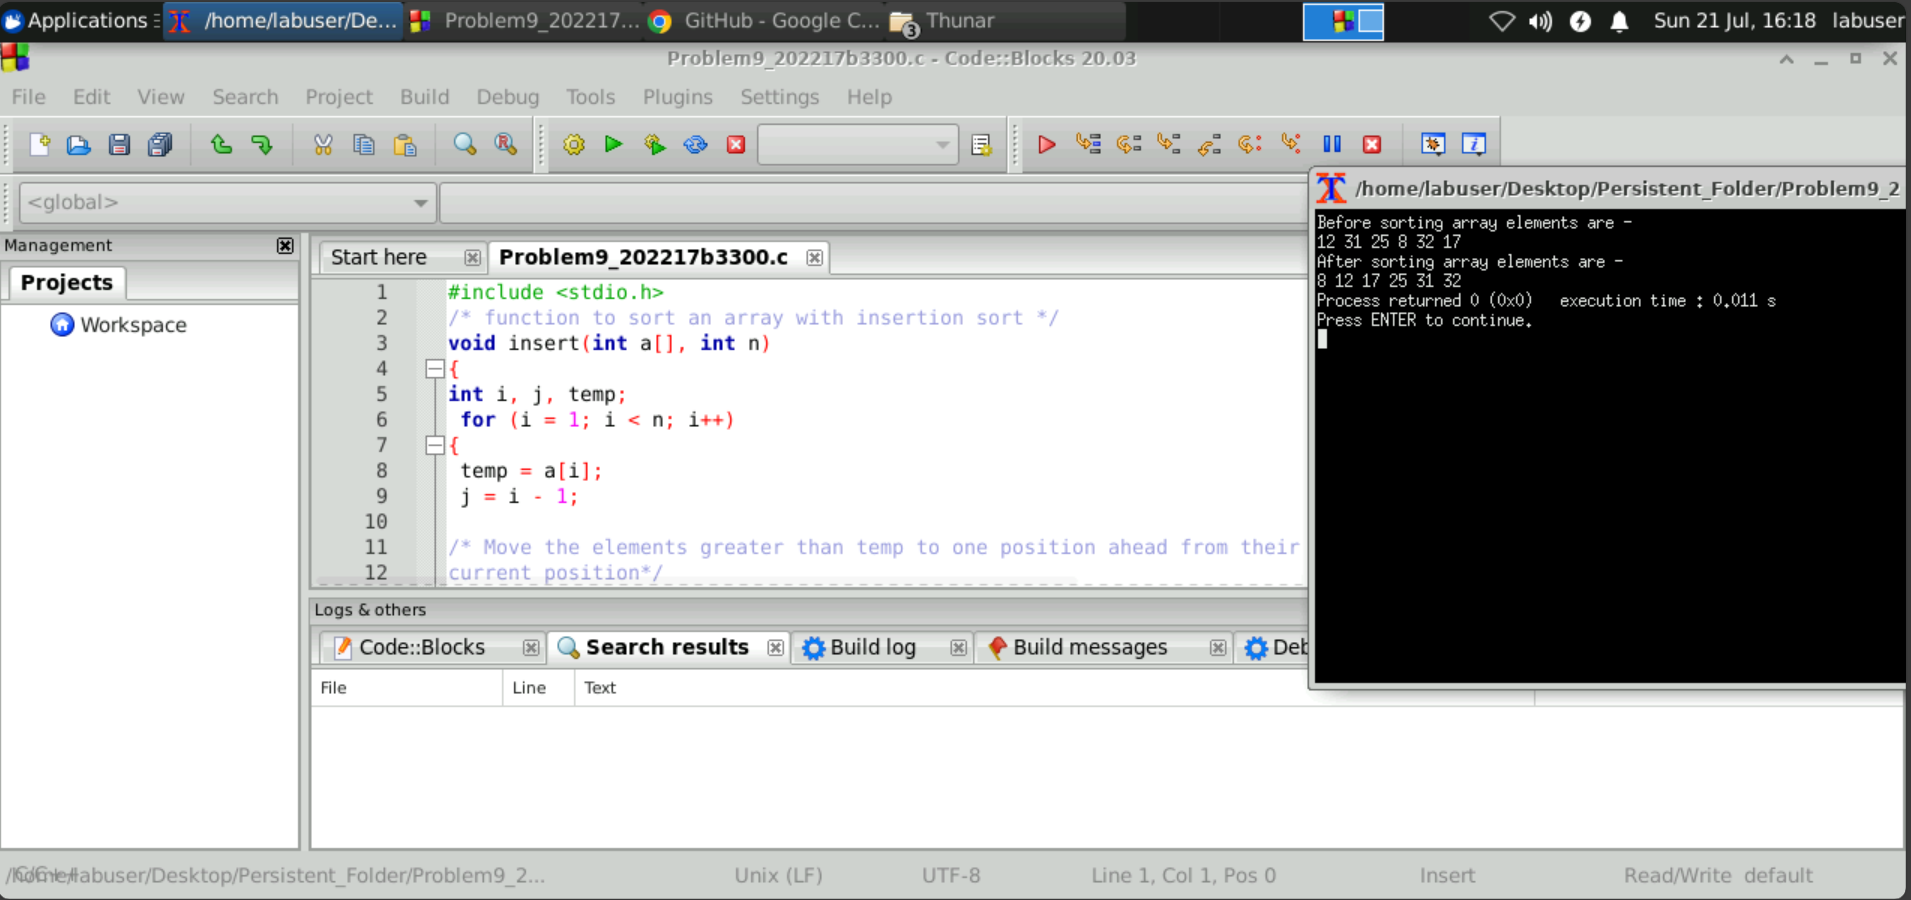 Applications
/home/labuser/De...
Problem9_202217...
GitHub - Google C...
3
Thunar
Sun 21 Jul, 16:18
labuser
Problem9_202217b3300.c - Code::Blocks 20.03
File Edit View Search Project Build Debug Tools Plugins Settings Help
<global>
Management
Projects
Workspace
Start here
Problem9_202217b3300.c
1 #include <stdio.h>
2 /* function to sort an array with insertion sort */
3 void insert(int a[], int n)
4 {
5 int i, j, temp;
6 for (i = 1; i < n; i++)
7 {
8 temp = a[i];
9 j = i - 1;
10
11 /* Move the elements greater than temp to one position ahead from their
12 current position*/
/home/labuser/Desktop/Persistent_Folder/Problem9_2
Before sorting array elements are -
12 31 25 8 32 17
After sorting array elements are -
8 12 17 25 31 32
Process returned 0 (0x0)   execution time : 0.011 s
Press ENTER to continue.
Logs & others
Code::Blocks
Search results
Build log
Build messages
Deb
File Line Text
/home/labuser/Desktop/Persistent_Folder/Problem9_2...
C/C++
Unix (LF)
UTF-8
Line 1, Col 1, Pos 0
Insert
Read/Write
default